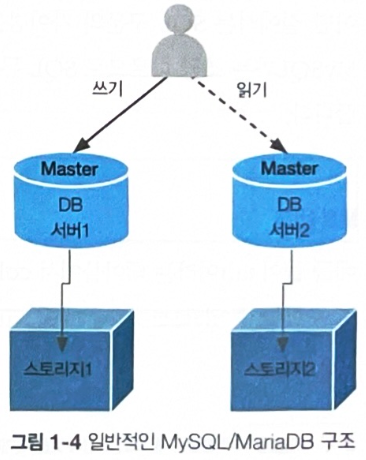 쓰기
읽기
Master
DB
서버1
Master
DB
서버2
스토리지1
스토리지2
그림 1-4 일반적인 MySQL/MariaDB 구조